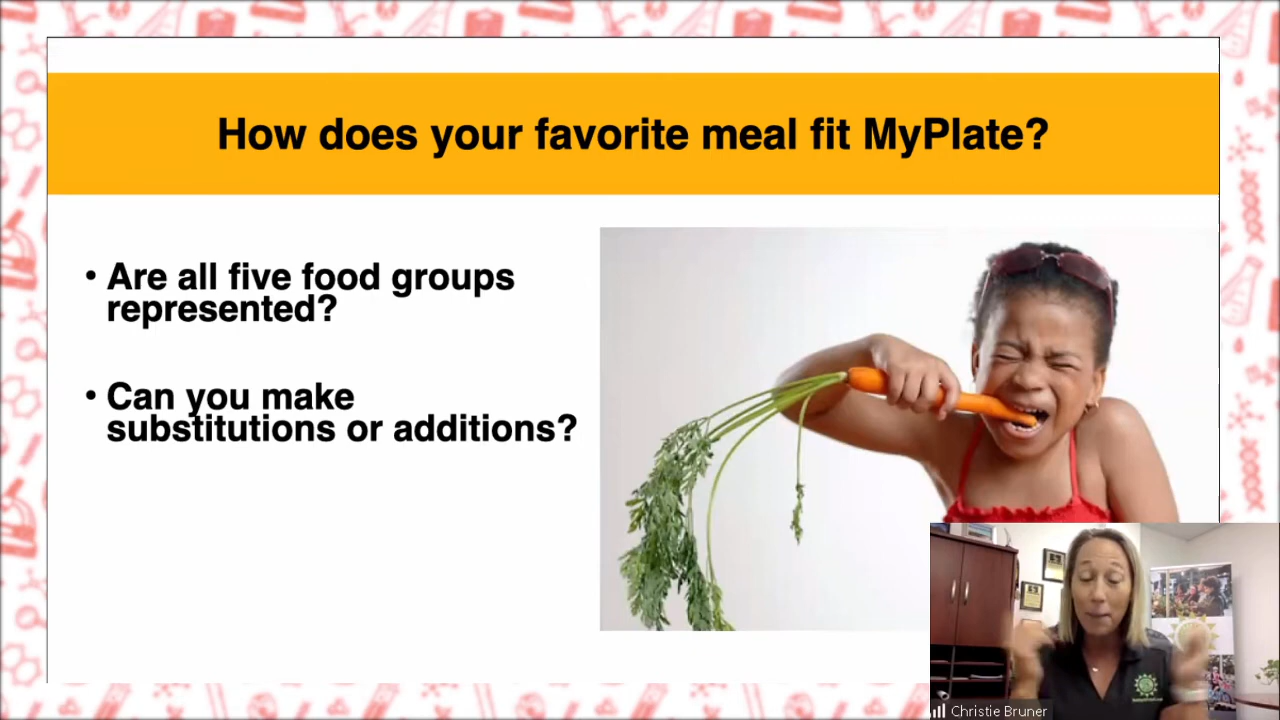 How does your favorite meal fit MyPlate?
• Are all five food groups
represented?
• Can you make
substitutions or additions?
Christie Bruner